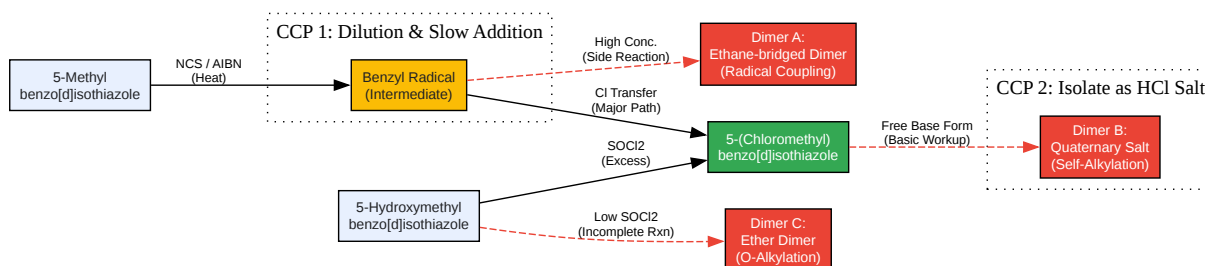 CCP 1: Dilution & Slow Addition
5-Methyl
benzo[d]isothiazole
NCS / AIBN
(Heat)
Benzyl Radical
(Intermediate)
High Conc.
(Side Reaction)
Dimer A:
Ethane-bridged Dimer
(Radical Coupling)
Cl Transfer
(Major Path)
SOCl2
(Excess)
5-(Chloromethyl)
benzo[d]isothiazole
Free Base Form
(Basic Workup)
CCP 2: Isolate as HCl Salt
Dimer B:
Quaternary Salt
(Self-Alkylation)
5-Hydroxymethyl
benzo[d]isothiazole
Low SOCl2
(Incomplete Rxn)
Dimer C:
Ether Dimer
(O-Alkylation)